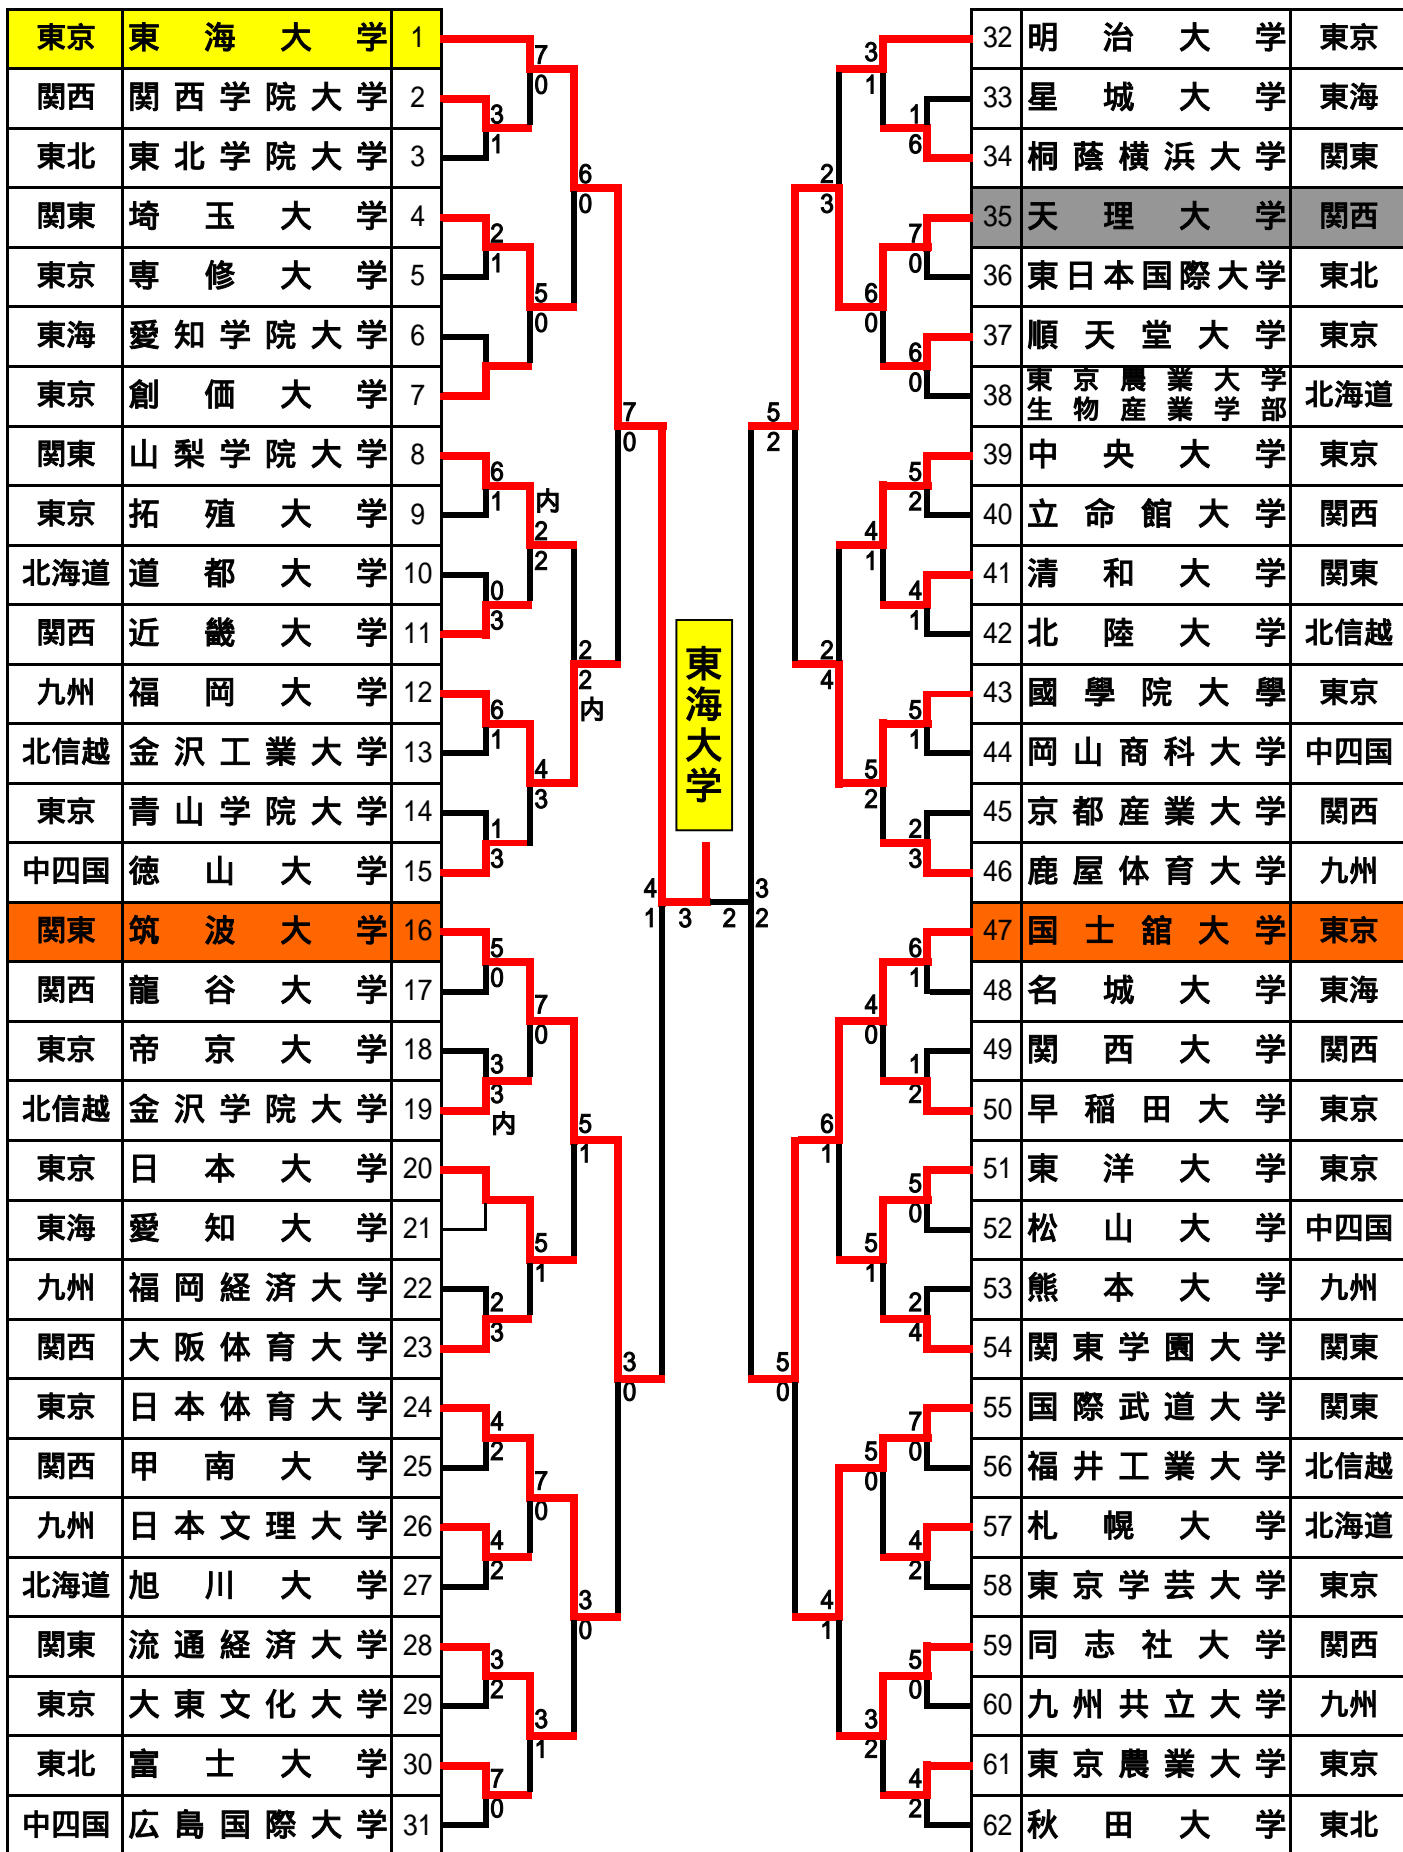 東京 東海大学 1
関西 関西学院大学 2
東北 東北学院大学 3
関東 埼玉大学 4
東京 専修大学 5
東海 愛知学院大学 6
東京 創価大学 7
関東 山梨学院大学 8
東京 拓殖大学 9
北海道 道都大学 10
関西 近畿大学 11
九州 福岡大学 12
北信越 金沢工業大学 13
東京 青山学院大学 14
中四国 徳山大学 15
関東 筑波大学 16
関西 龍谷大学 17
東京 帝京大学 18
北信越 金沢学院大学 19
東京 日本大学 20
東海 愛知大学 21
九州 福岡経済大学 22
関西 大阪体育大学 23
東京 日本体育大学 24
関西 甲南大学 25
九州 日本文理大学 26
北海道 旭川大学 27
関東 流通経済大学 28
東京 大東文化大学 29
東北 富士大学 30
中四国 広島国際大学 31
3
1
2
1
6
1
0
3
6
1
1
3
5
0
3
3
内
2
3
4
2
4
2
3
2
7
0
7
0
5
0
内
2
2
4
3
7
0
5
1
7
0
3
1
6
0
2
2
内
5
1
3
0
7
0
3
0
4
1
東海大学
3 2
3
2
5
2
5
0
2
3
2
4
6
1
4
1
3
1
6
0
4
1
5
2
4
0
5
1
5
0
3
2
1
6
7
0
6
0
5
2
4
1
5
1
2
3
6
1
1
2
5
0
2
4
7
0
4
2
5
0
4
2
32 明治大学 東京
33 星城大学 東海
34 桐蔭横浜大学 関東
35 天理大学 関西
36 東日本国際大学 東北
37 順天堂大学 東京
38 東京農業大学
生物産業学部 北海道
39 中央大学 東京
40 立命館大学 関西
41 清和大学 関東
42 北陸大学 北信越
43 國學院大學 東京
44 岡山商科大学 中四国
45 京都産業大学 関西
46 鹿屋体育大学 九州
47 国士舘大学 東京
48 名城大学 東海
49 関西大学 関西
50 早稲田大学 東京
51 東洋大学 東京
52 松山大学 中四国
53 熊本大学 九州
54 関東学園大学 関東
55 国際武道大学 関東
56 福井工業大学 北信越
57 札幌大学 北海道
58 東京学芸大学 東京
59 同志社大学 関西
60 九州共立大学 九州
61 東京農業大学 東京
62 秋田大学 東北